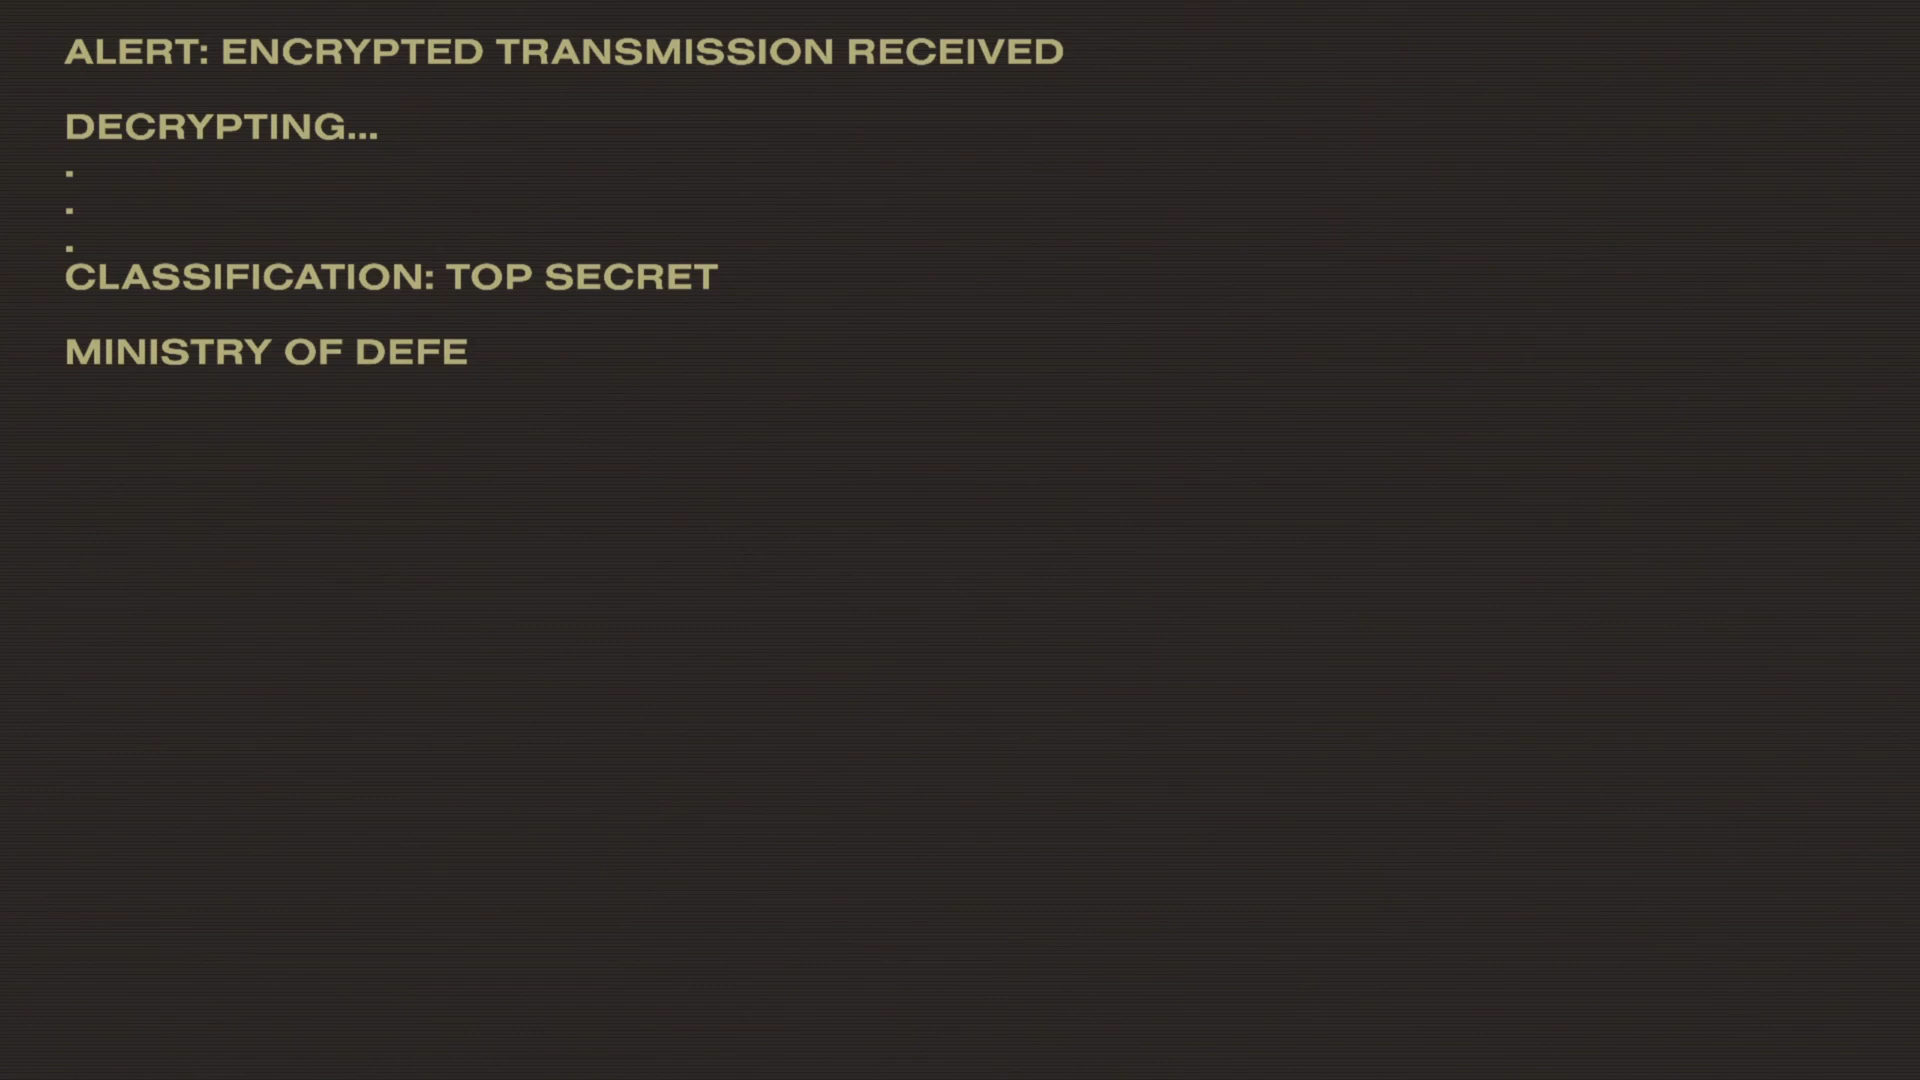 ALERT: ENCRYPTED TRANSMISSION RECEIVED
DECRYPTING...
.
.
.
CLASSIFICATION: TOP SECRET
MINISTRY OF DEFE